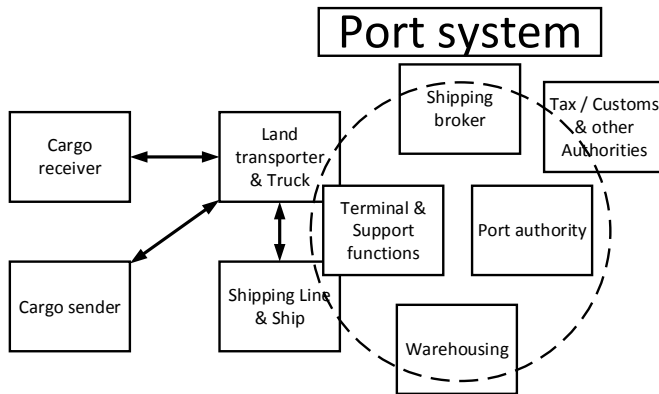 Port system
Shipping
broker
Tax / Customs
& other
Authorities
Cargo
receiver
Land
transporter
& Truck
Terminal &
Support
functions
Port authority
Cargo sender
Shipping Line
& Ship
Warehousing